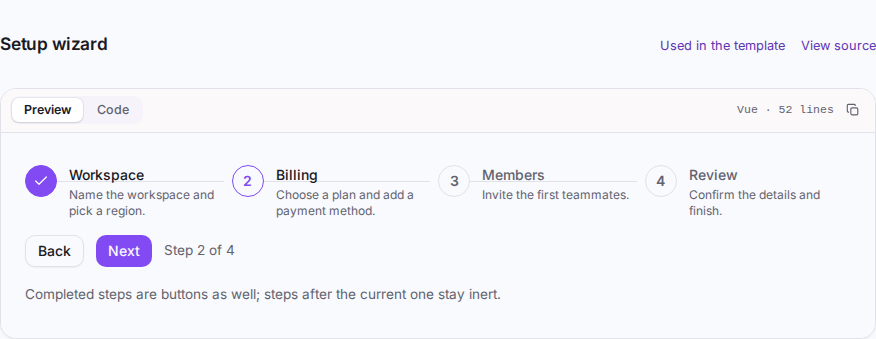 Setup wizard
Used in the template View source
Preview Code
Vue · 52 lines
Workspace
Name the workspace and
pick a region.
2
Billing
Choose a plan and add a
payment method.
3
Members
Invite the first teammates.
4
Review
Confirm the details and
finish.
Back Next Step 2 of 4
Completed steps are buttons as well; steps after the current one stay inert.